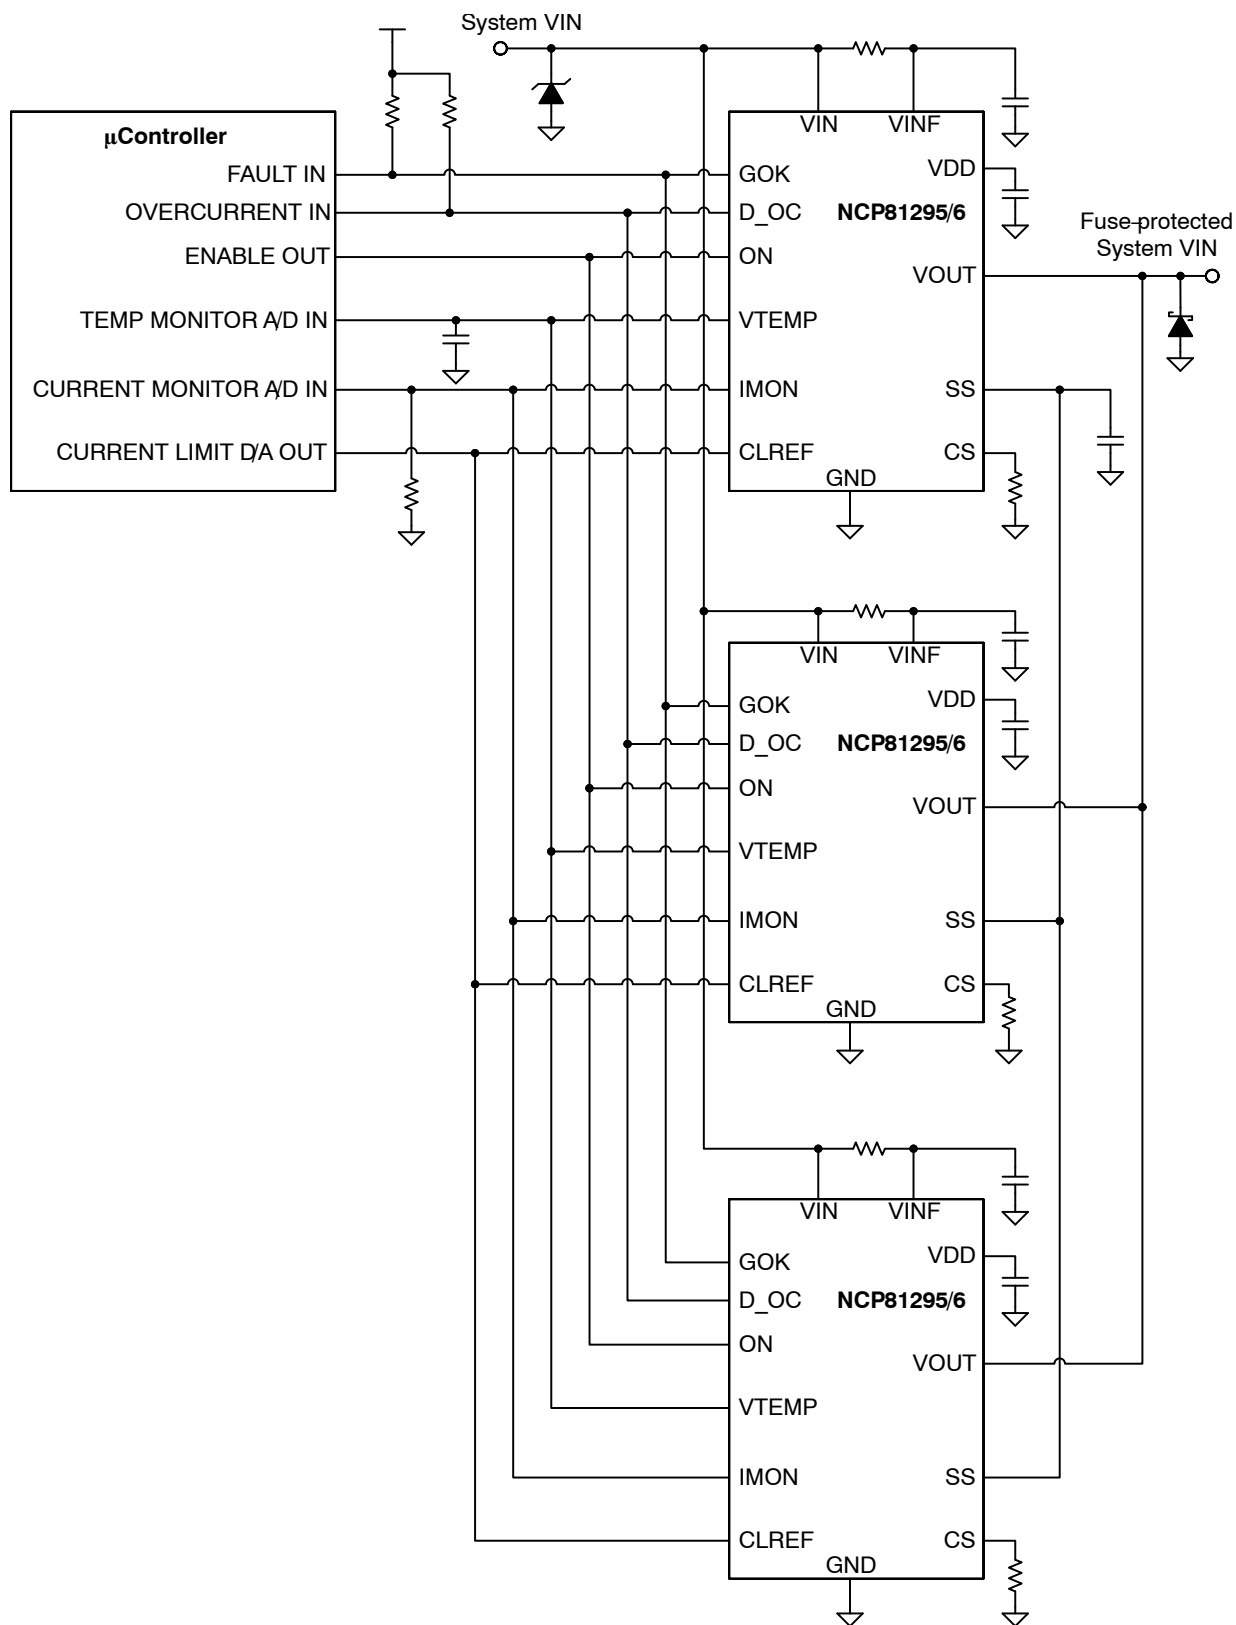 System VIN
μController
FAULT IN
OVERCURRENT IN
ENABLE OUT
TEMP MONITOR A/D IN
CURRENT MONITOR A/D IN
CURRENT LIMIT D/A OUT
VIN
VINF
GOK
D_OC
ON
VTEMP
IMON
CLREF
GND
NCP81295/6
VDD
VOUT
SS
CS
Fuse-protected
System VIN
VIN
VINF
GOK
D_OC
ON
VTEMP
IMON
CLREF
GND
NCP81295/6
VDD
VOUT
SS
CS
VIN
VINF
GOK
D_OC
ON
VTEMP
IMON
CLREF
GND
NCP81295/6
VDD
VOUT
SS
CS